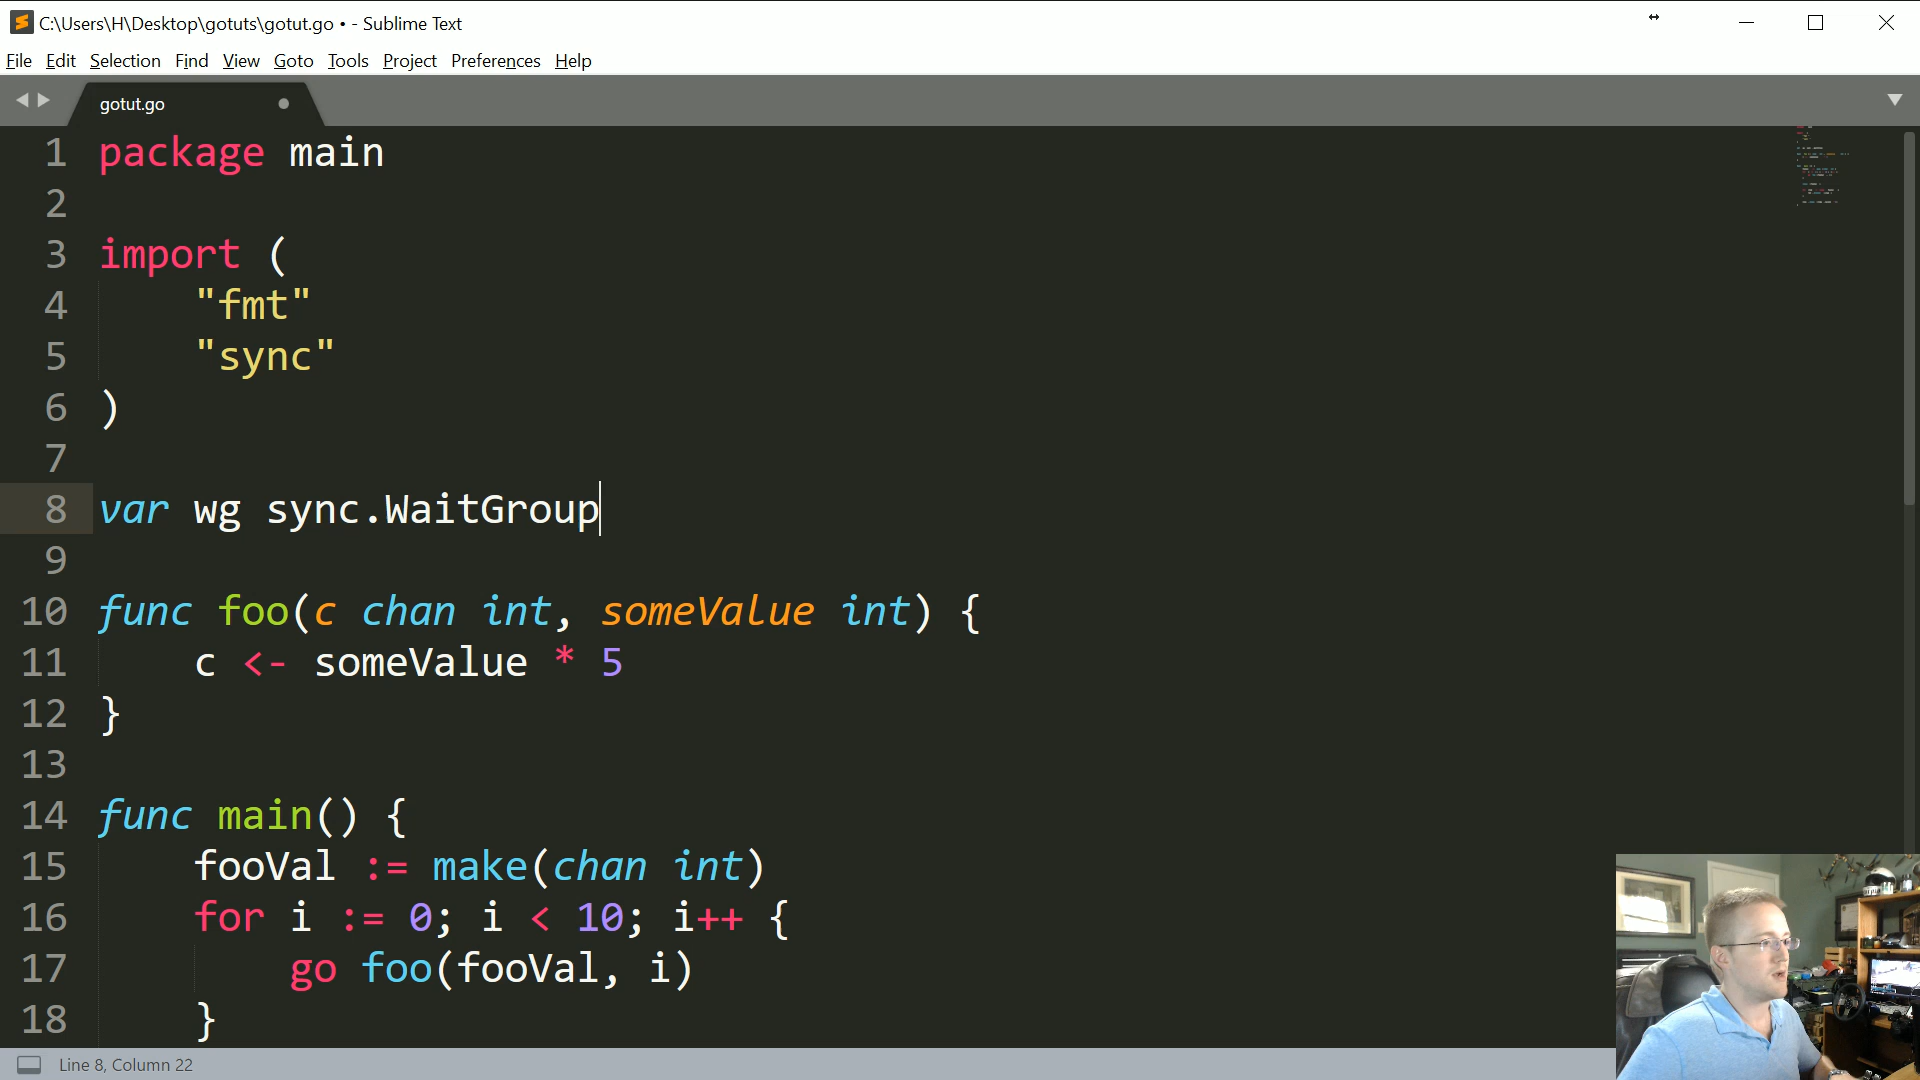 C:\Users\H\Desktop\gotuts\gotut.go • - Sublime Text
File Edit Selection Find View Goto Tools Project Preferences Help
gotut.go
1 package main
2
3 import (
4 "fmt"
5 "sync"
6 )
7
8 var wg sync.WaitGroup
9
10 func foo(c chan int, someValue int) {
11 c <- someValue * 5
12 }
13
14 func main() {
15 fooVal := make(chan int)
16 for i := 0; i < 10; i++ {
17 go foo(fooVal, i)
18 }
Line 8, Column 22